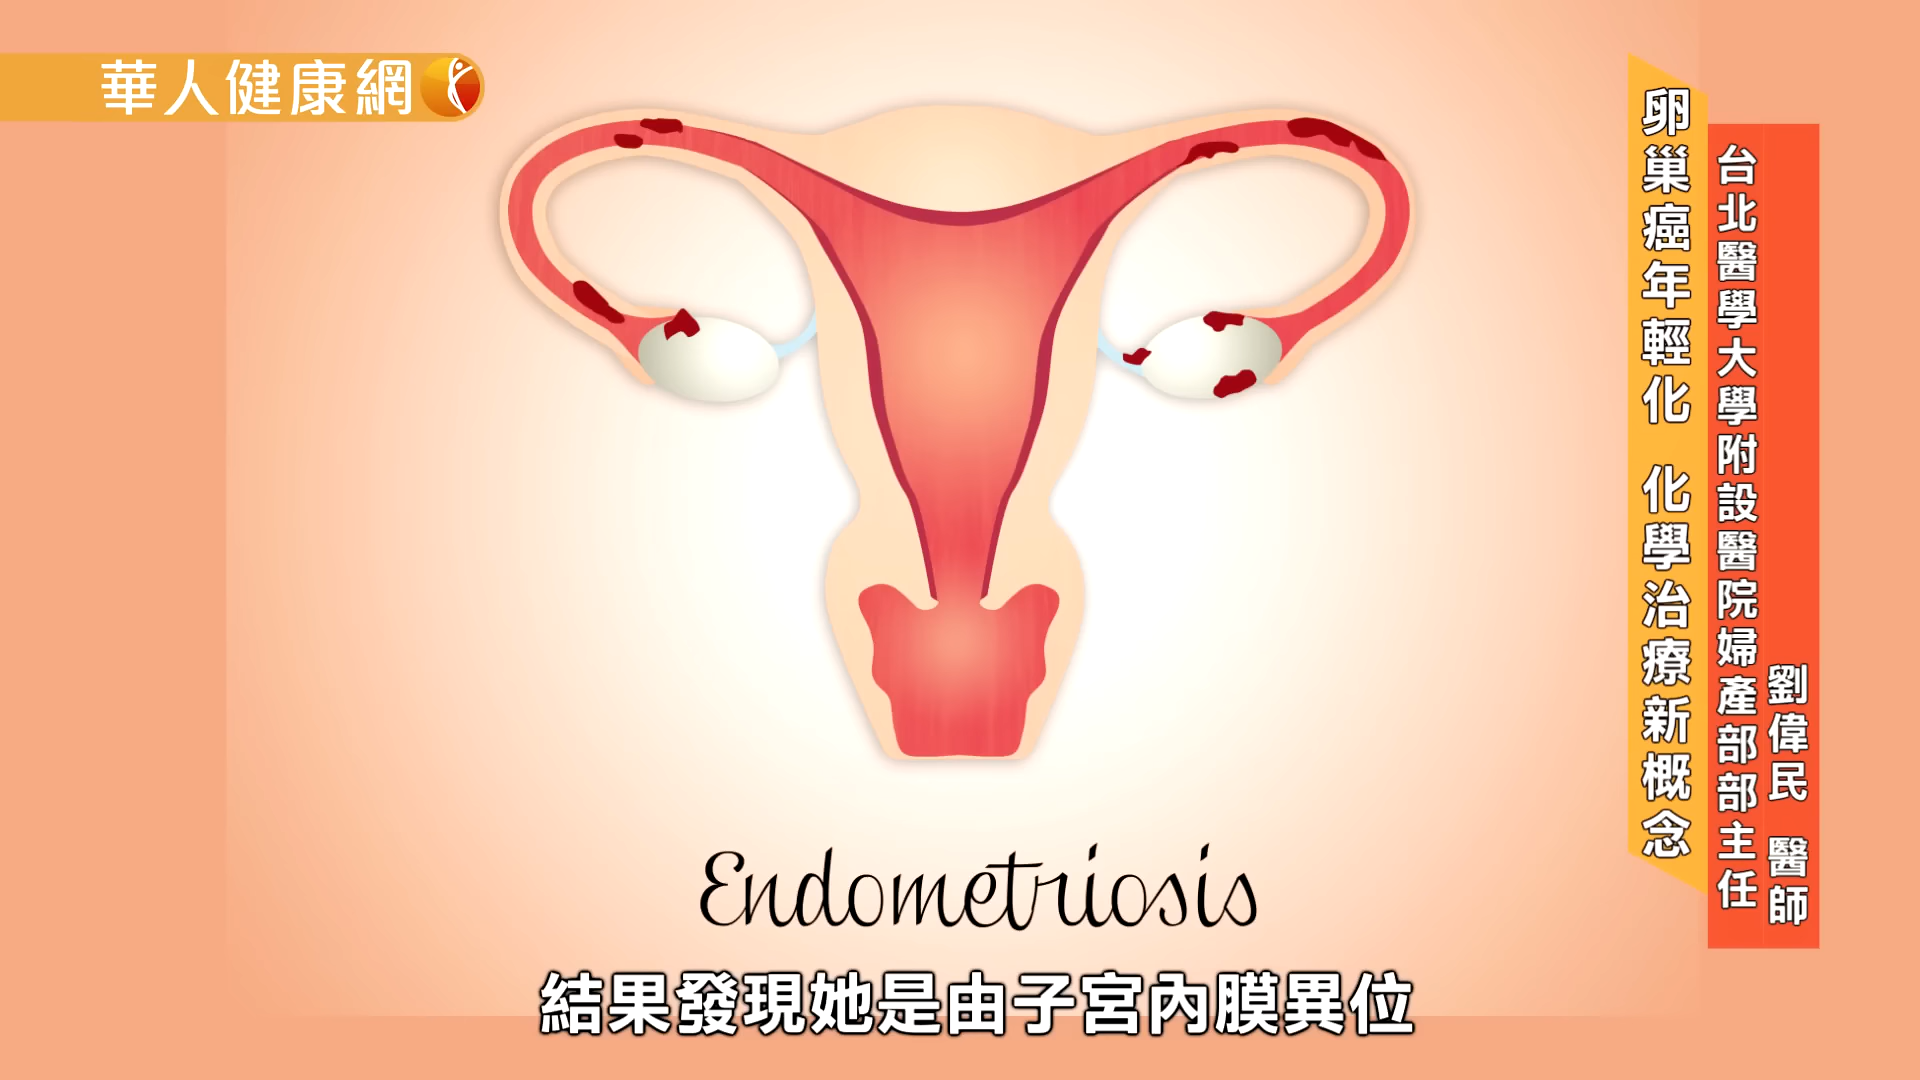 華人健康網
卵巢癌年輕化 化學治療新概念
台北醫學大學附設醫院婦產部部主任
劉偉民 醫師
Endometriosis
結果發現她是由子宮內膜異位